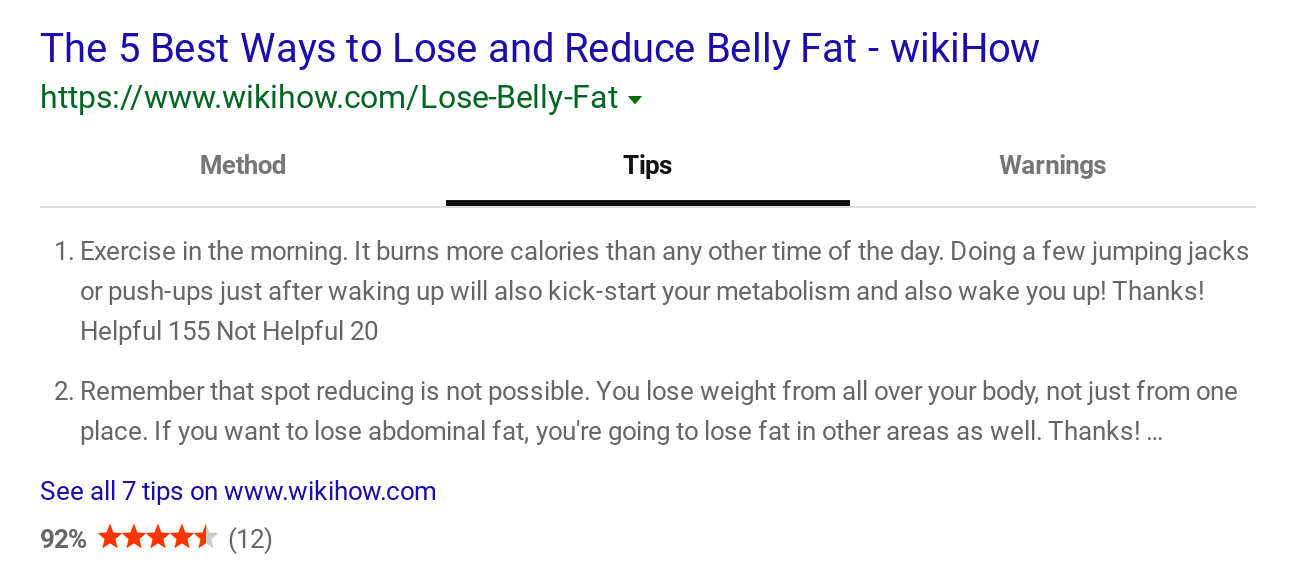 The 5 Best Ways to Lose and Reduce Belly Fat - wikiHow
https://www.wikihow.com/Lose-Belly-Fat
Method
Tips
Warnings
1. Exercise in the morning. It burns more calories than any other time of the day. Doing a few jumping jacks
or push-ups just after waking up will also kick-start your metabolism and also wake you up! Thanks!
Helpful 155 Not Helpful 20
2. Remember that spot reducing is not possible. You lose weight from all over your body, not just from one
place. If you want to lose abdominal fat, you're going to lose fat in other areas as well. Thanks! ...
See all 7 tips on www.wikihow.com
92% (12)